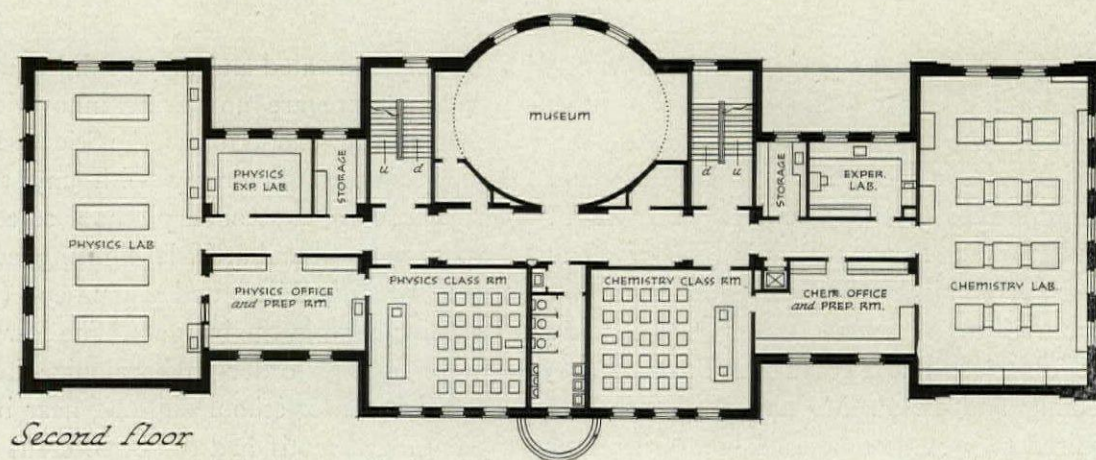 MUSEUM
u d
d u
PHYSICS
EXP. LAB.
STORAGE
STORAGE
EXPER.
LAB.
PHYSICS LAB
PHYSICS OFFICE
and PREP RM.
PHYSICS CLASS RM
CHEMISTRY CLASS RM
CHEM. OFFICE
and PREP. RM.
CHEMISTRY LAB.
Second floor